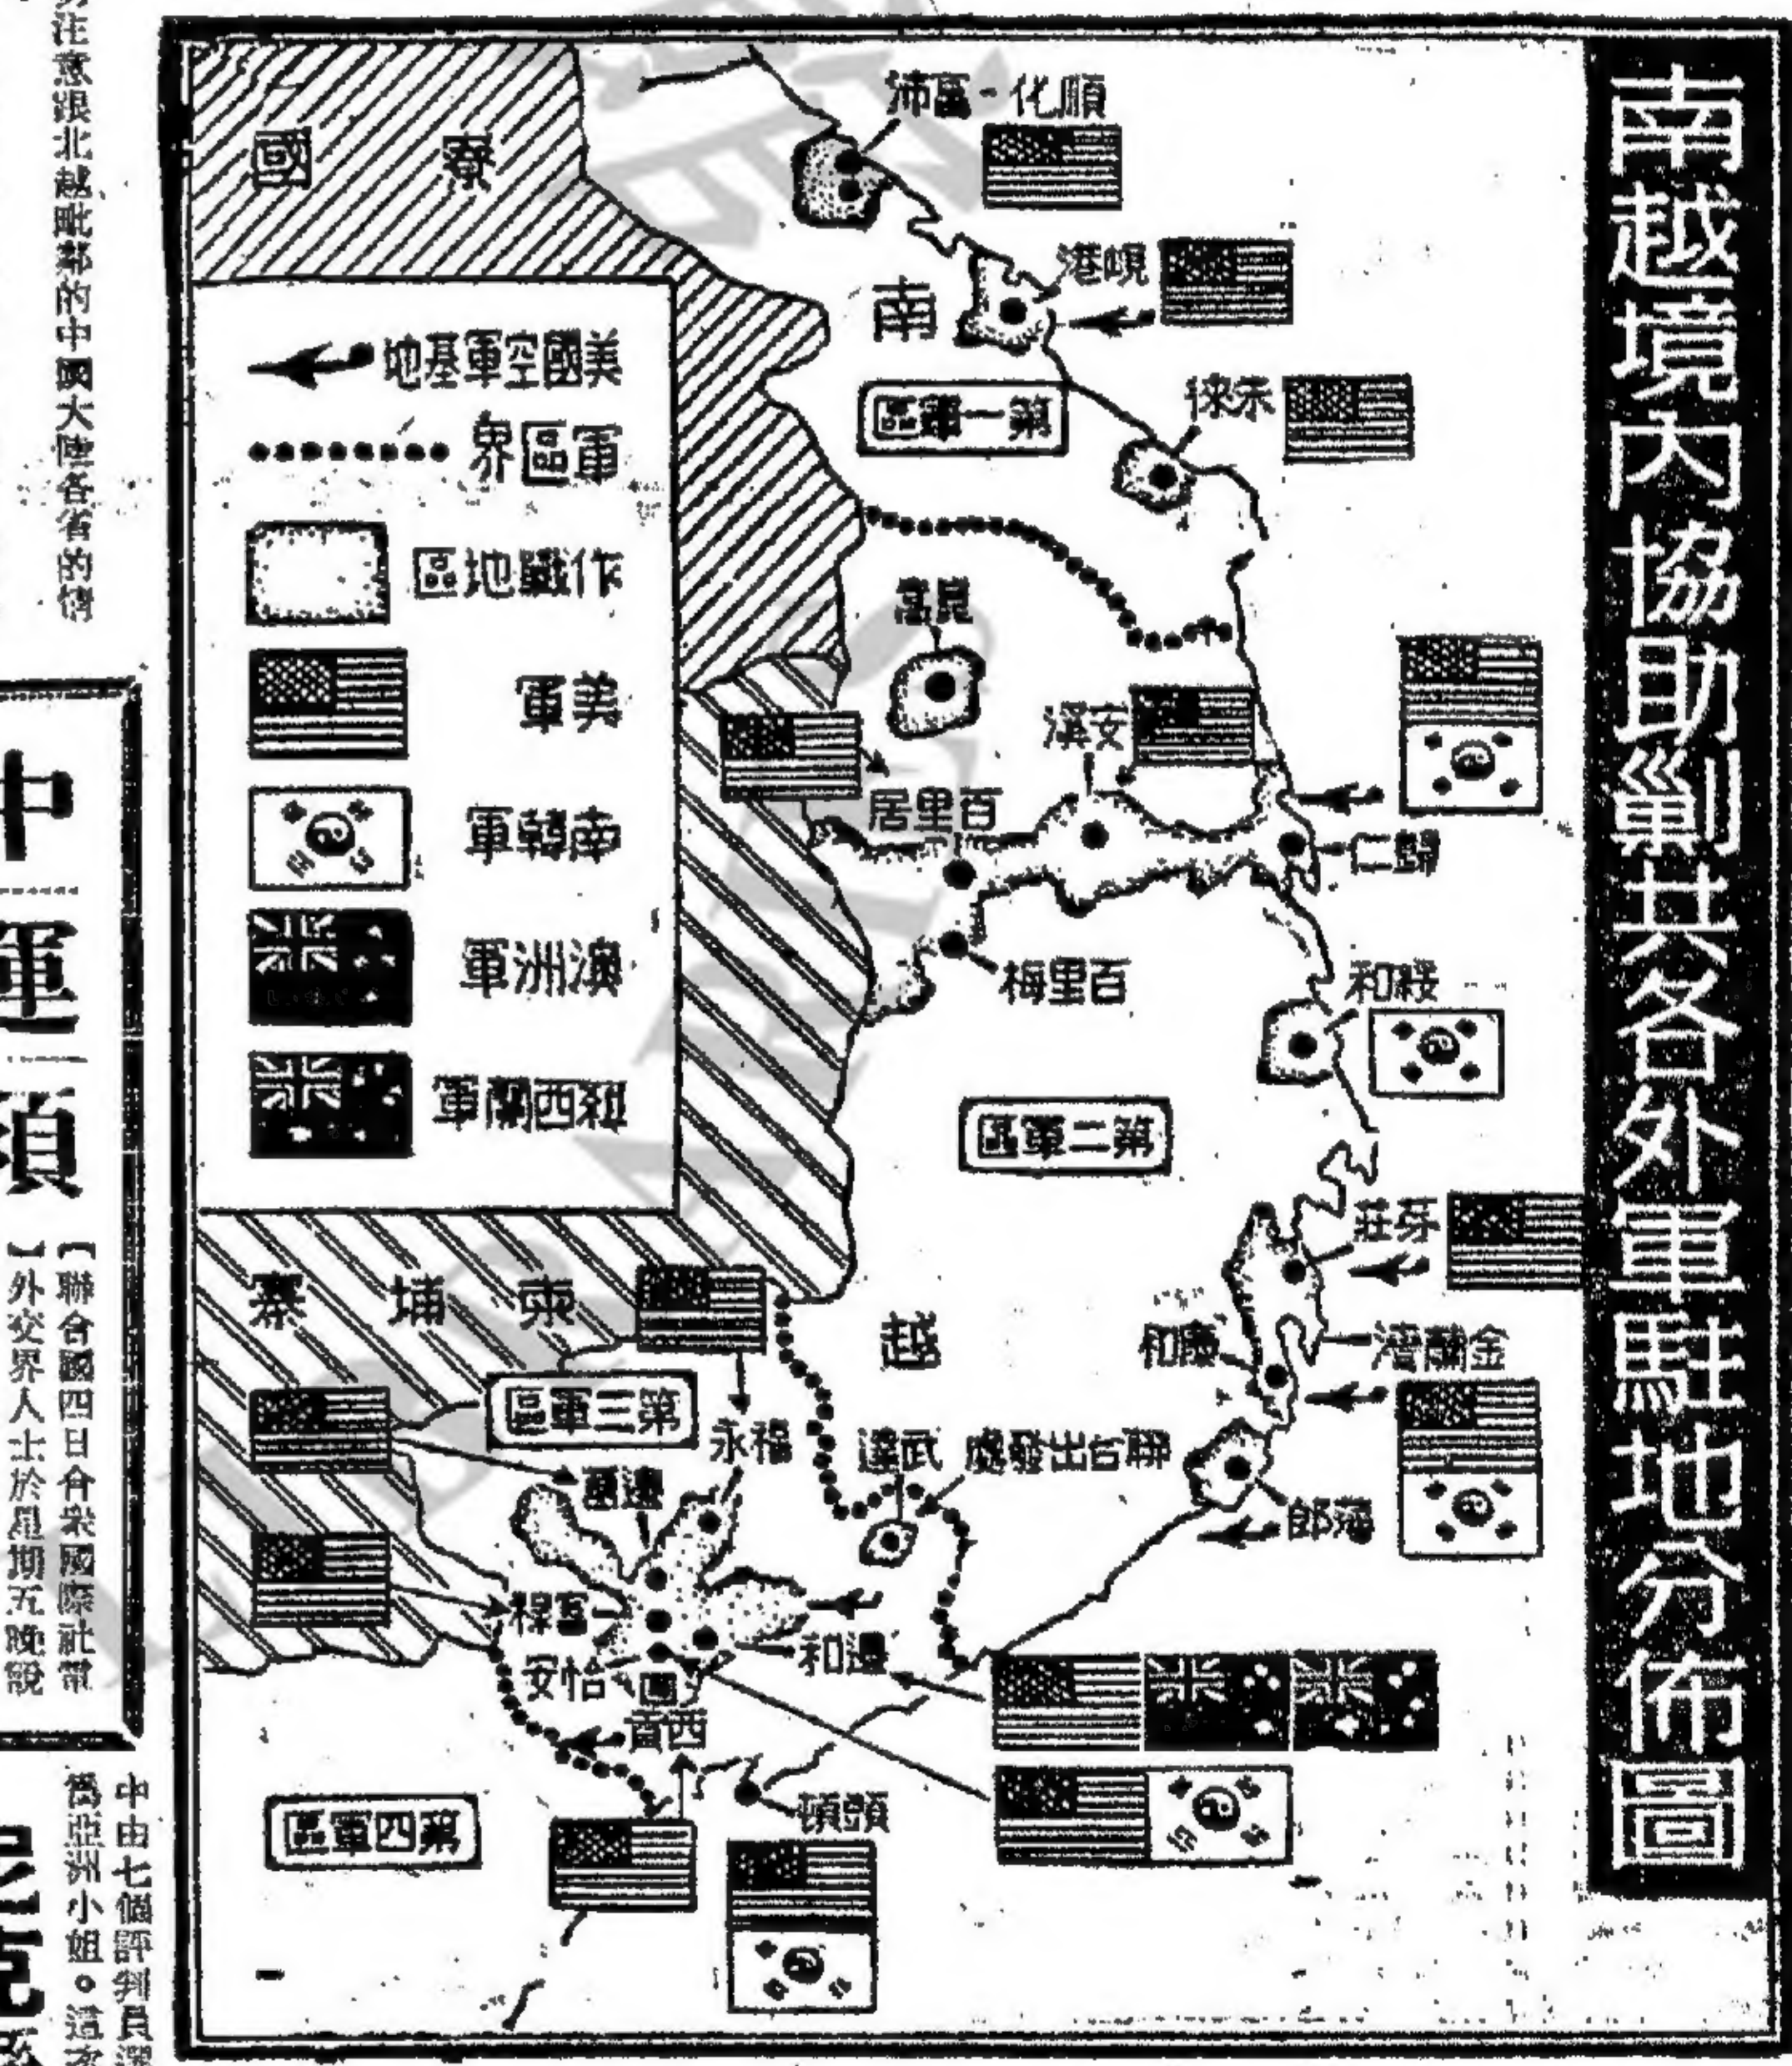 南越境內協助剿共各外軍駐地分佈圖
順化-富沛
峴港
南
徠朱
第一軍區
寮國
美國空軍基地
軍區界
作戰地區
美軍
南韓軍
澳洲軍
紐西蘭軍
崑嵩
安溪
百里居
歸仁
百里梅
綏和
第二軍區
芽莊
金蘭灣
慶和
越
柬埔寨
第三軍區
永福
武達
聯台出發處
藩郎
邊和
安怡
西貢
頭頓
第四軍區
注意跟北越毗鄰的中國大陸各省的情
中
運
項
【聯合國四日合衆國際社電
】外交界人士於星期五晚說
中由七個評判員選
為亞洲小姐。這次